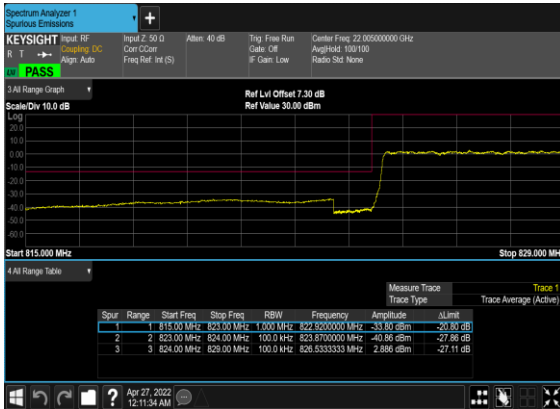 Spectrum Analyzer 1
Spurious Emissions
+
KEYSIGHT Input: RF Input Z: 50 Ω Atten: 40 dB Trig: Free Run Center Freq: 22.005000000 GHz
R T Coupling: DC Corr CCorr Gate: Off Avg|Hold: 100/100
Align: Auto Freq Ref: Int (S) IF Gain: Low Radio Std: None
PASS
3 All Range Graph
Ref Lvl Offset 7.30 dB
Scale/Div 10.0 dB Ref Value 30.00 dBm
Log
20.0
10.0
0.00
-10.0
-20.0
-30.0
-40.0
-50.0
-60.0
Start 815.000 MHz Stop 829.000 MH
4 All Range Table
Measure Trace Trace 1
Trace Type Trace Average (Active)
Spur Range Start Freq Stop Freq RBW Frequency Amplitude ΔLimit
1 1 815.00 MHz 823.00 MHz 1.000 MHz 822.9200000 MHz -33.80 dBm -20.80 dB
2 2 823.00 MHz 824.00 MHz 100.0 kHz 823.8700000 MHz -40.86 dBm -27.86 dB
3 3 824.00 MHz 829.00 MHz 100.0 kHz 826.5333333 MHz 2.886 dBm -27.11 dB
? Apr 27, 2022
12:11:34 AM